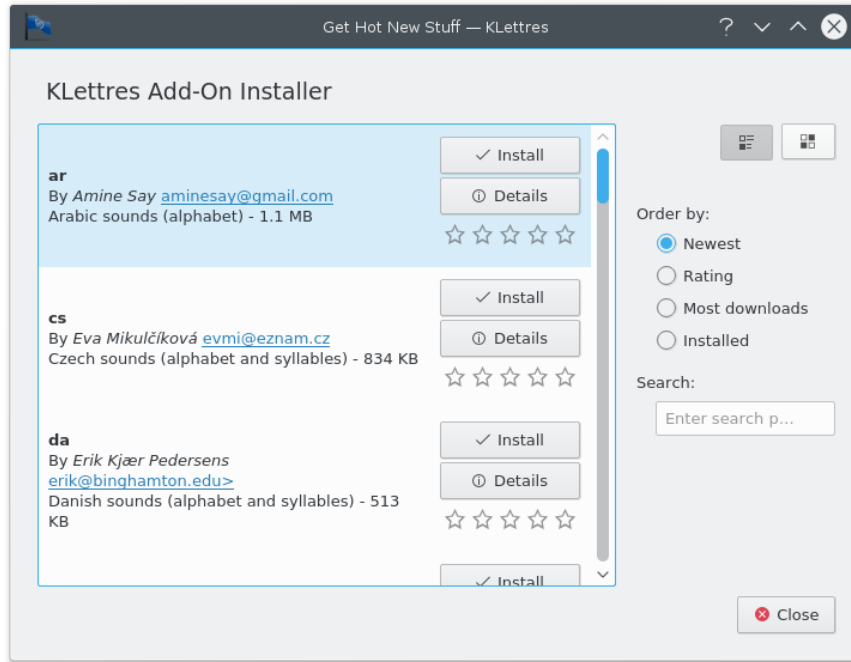 Get Hot New Stuff — KLettres
KLettres Add-On Installer
ar
By Amine Say aminesay@gmail.com
Arabic sounds (alphabet) - 1.1 MB
Install
Details
cs
By Eva Mikulčíková evmi@eznam.cz
Czech sounds (alphabet and syllables) - 834 KB
Install
Details
da
By Erik Kjær Pedersens
erik@binghamton.edu>
Danish sounds (alphabet and syllables) - 513
KB
Install
Details
Install
Order by:
Newest
Rating
Most downloads
Installed
Search:
Enter search p...
Close